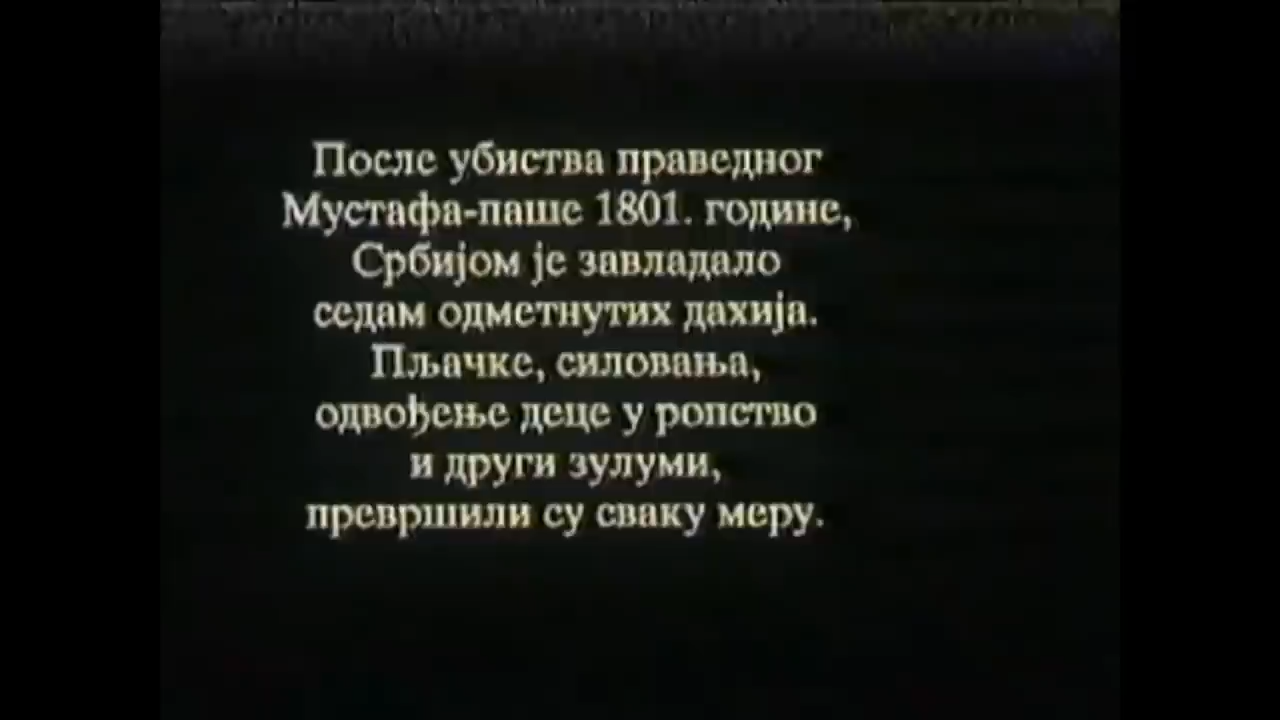 После убиства праведног
Мустафа-паше 1801. године,
Србијом је завладало
седам одметнутих дахија.
Пљачке, силовања,
одвођење деце у ропство
и други зулуми,
превршили су сваку меру.